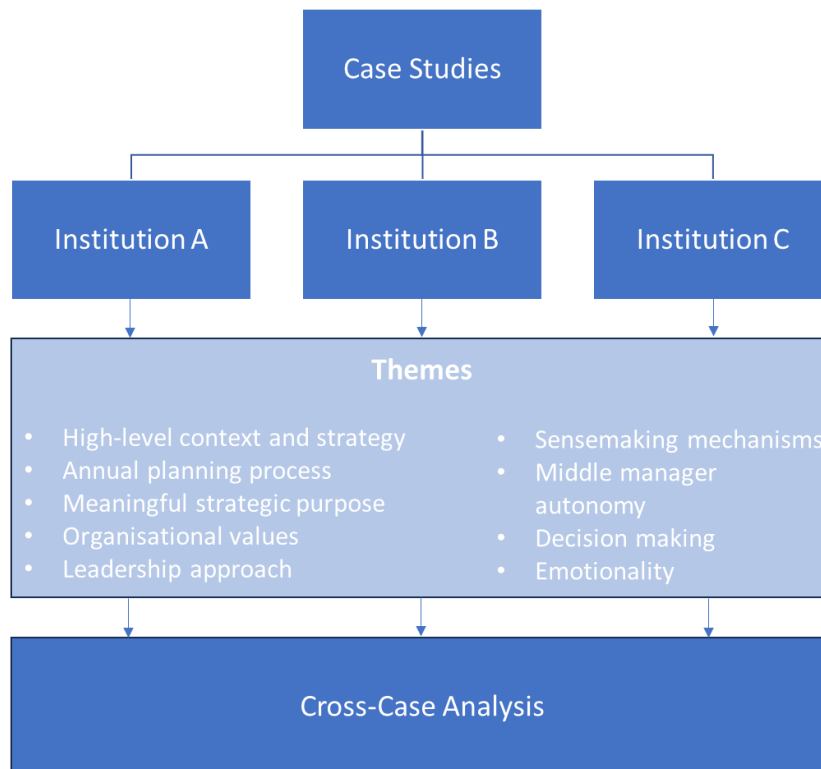 Case Studies
Institution A
Institution B
Institution C
Themes
• High-level context and strategy
• Annual planning process
• Meaningful strategic purpose
• Organisational values
• Leadership approach
• Sensemaking mechanisms
• Middle manager
autonomy
• Decision making
• Emotionality
Cross-Case Analysis